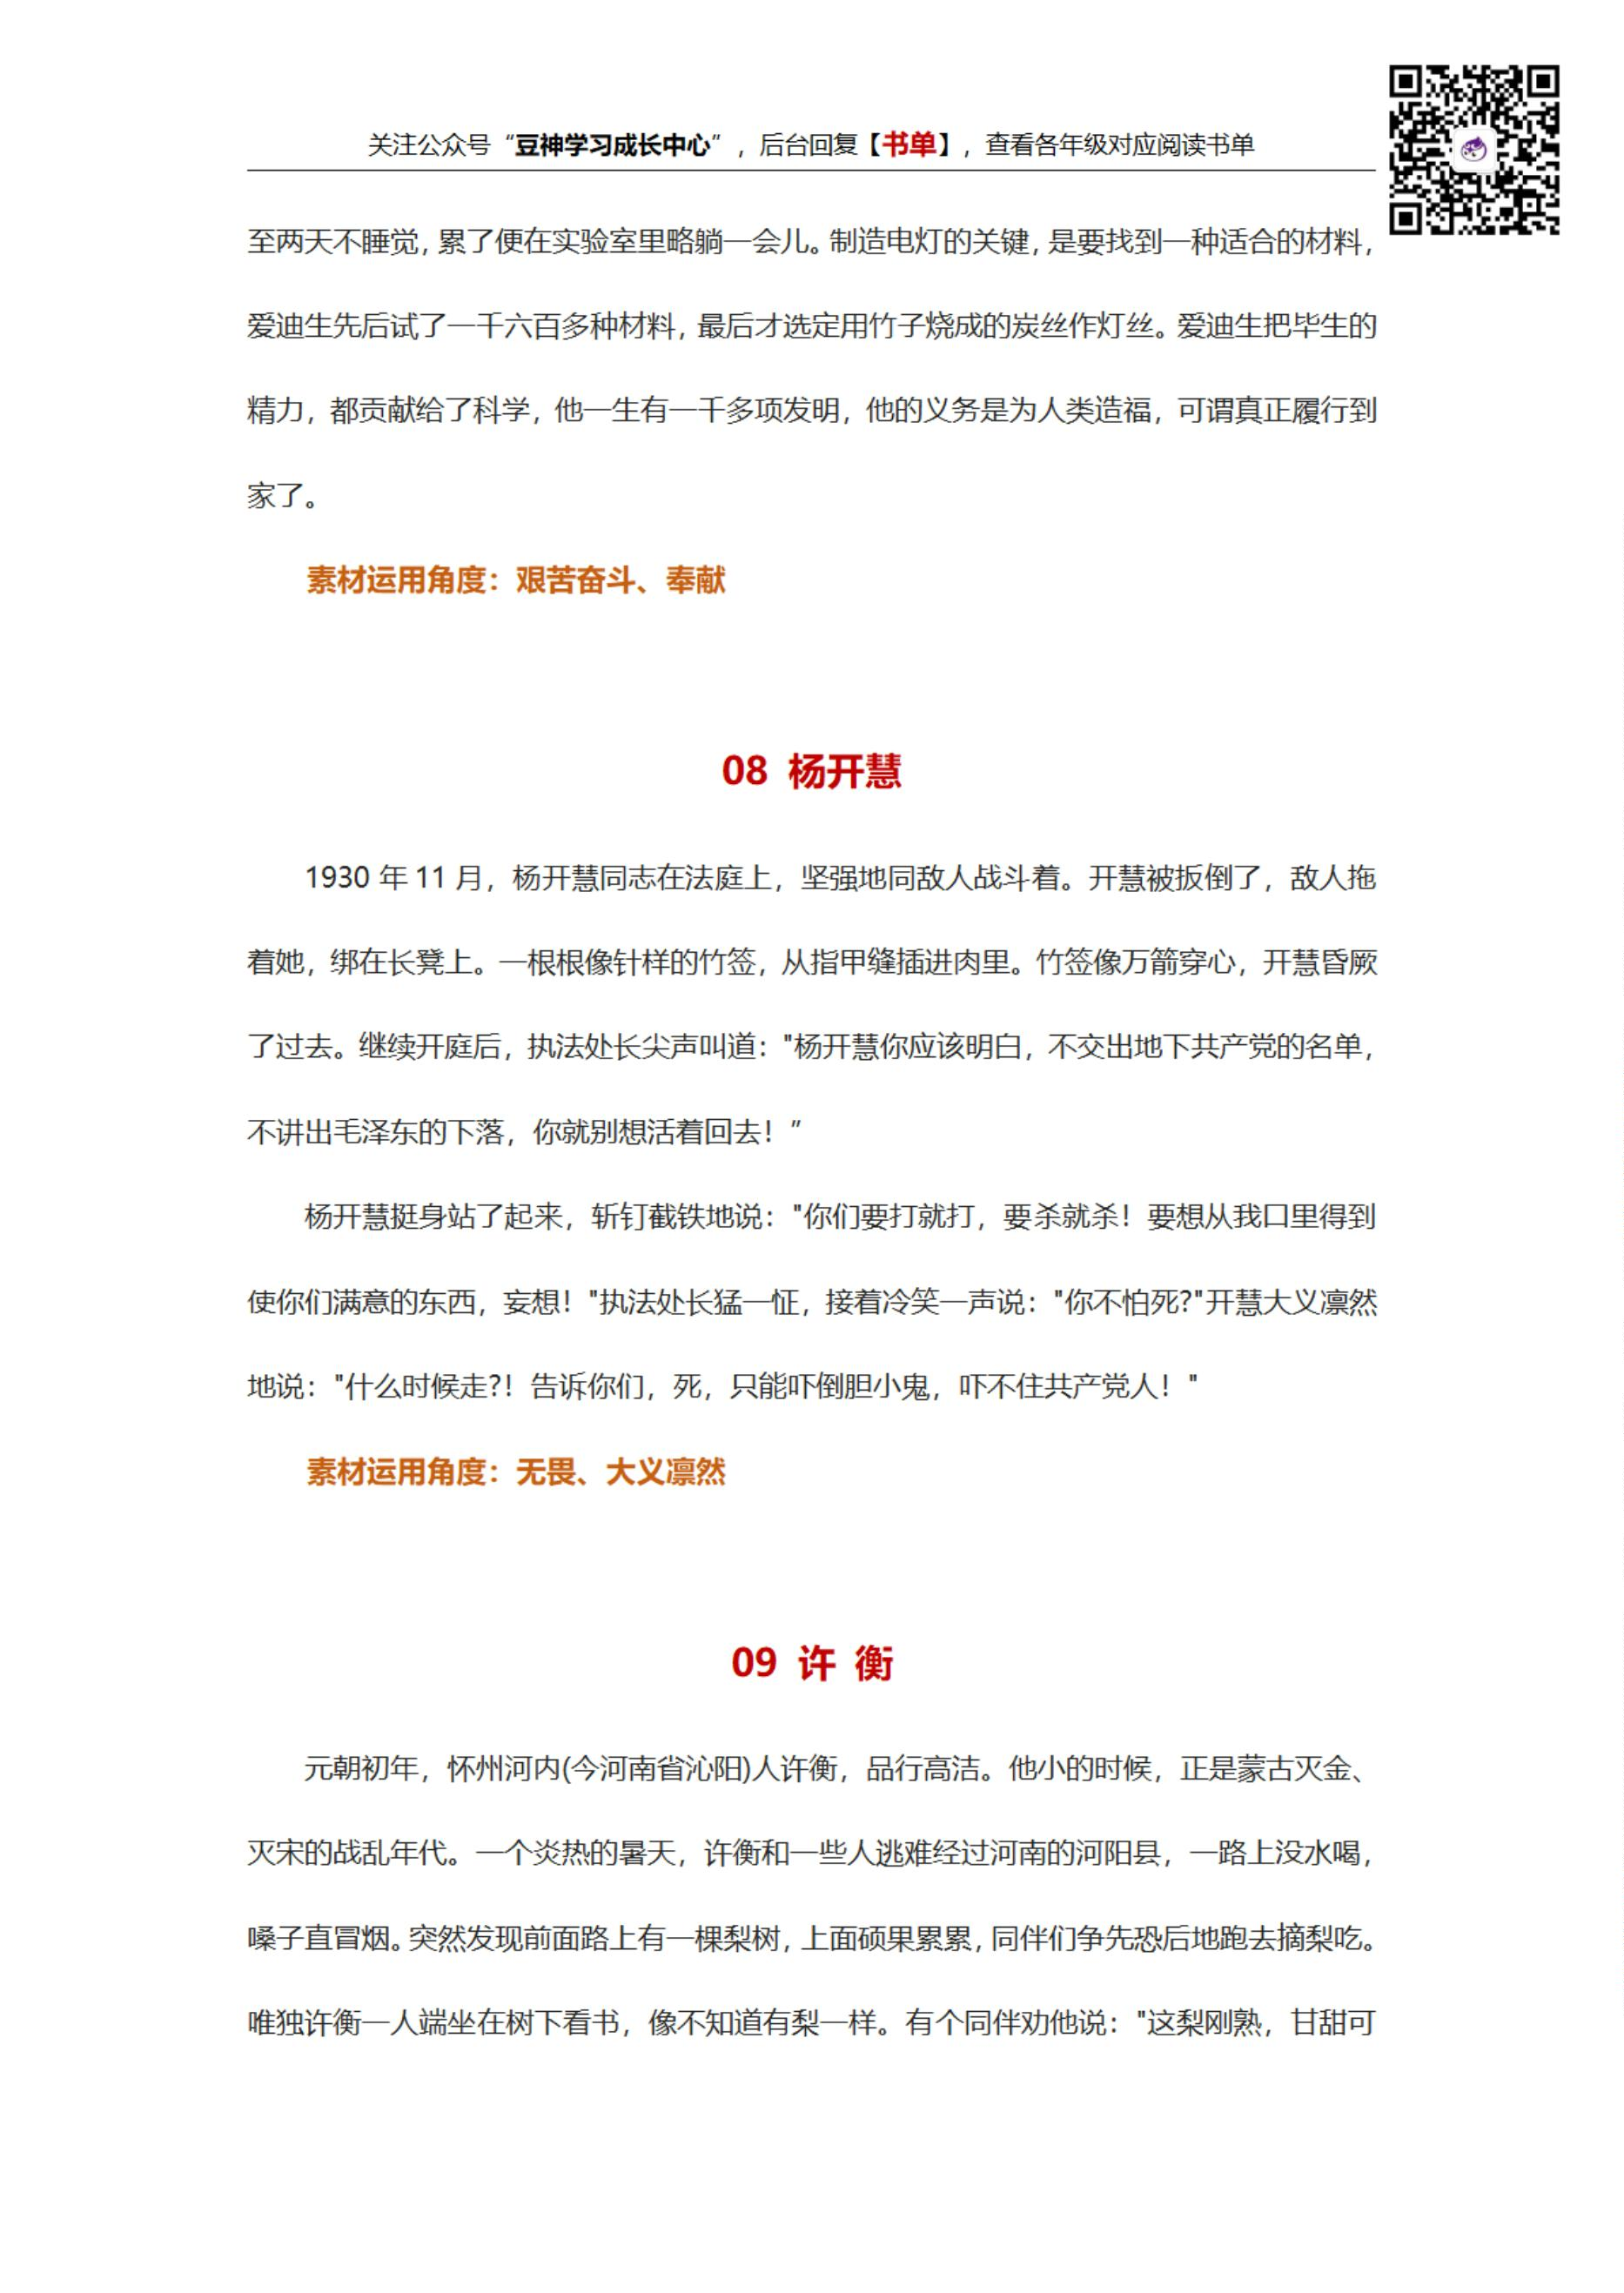 关注公众号“豆神学习成长中心”，后台回复【书单】，查看各年级对应阅读书单
至两天不睡觉，累了便在实验室里略躺一会儿。制造电灯的关键，是要找到一种适合的材料，
爱迪生先后试了一千六百多种材料，最后才选定用竹子烧成的炭丝作灯丝。爱迪生把毕生的
精力，都贡献给了科学，他一生有一千多项发明，他的义务是为人类造福，可谓真正履行到
家了。
素材运用角度：艰苦奋斗、奉献
08 杨开慧
1930 年 11 月，杨开慧同志在法庭上，坚强地同敌人战斗着。开慧被扳倒了，敌人拖
着她，绑在长凳上。一根根像针样的竹签，从指甲缝插进肉里。竹签像万箭穿心，开慧昏厥
了过去。继续开庭后，执法处长尖声叫道："杨开慧你应该明白，不交出地下共产党的名单，
不讲出毛泽东的下落，你就别想活着回去！”
杨开慧挺身站了起来，斩钉截铁地说："你们要打就打，要杀就杀！要想从我口里得到
使你们满意的东西，妄想！"执法处长猛一怔，接着冷笑一声说："你不怕死?"开慧大义凛然
地说："什么时候走?！告诉你们，死，只能吓倒胆小鬼，吓不住共产党人！"
素材运用角度：无畏、大义凛然
09 许 衡
元朝初年，怀州河内(今河南省沁阳)人许衡，品行高洁。他小的时候，正是蒙古灭金、
灭宋的战乱年代。一个炎热的暑天，许衡和一些人逃难经过河南的河阳县，一路上没水喝，
嗓子直冒烟。突然发现前面路上有一棵梨树，上面硕果累累，同伴们争先恐后地跑去摘梨吃。
唯独许衡一人端坐在树下看书，像不知道有梨一样。有个同伴劝他说："这梨刚熟，甘甜可